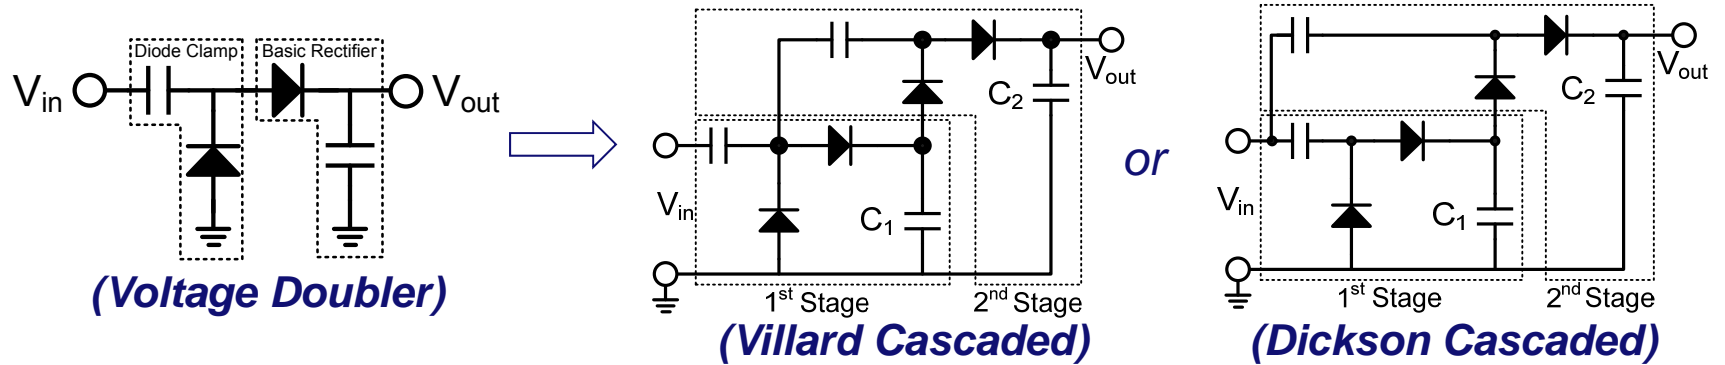 Diode Clamp
Basic Rectifier
Vin
Vout
(Voltage Doubler)
Vout
C2
Vin
C1
1st Stage
2nd Stage
(Villard Cascaded)
or
Vout
C2
Vin
C1
1st Stage
2nd Stage
(Dickson Cascaded)